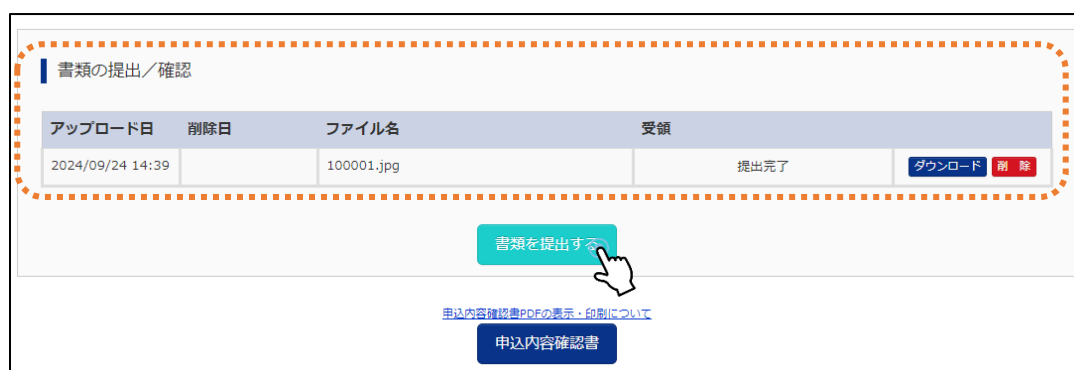 書類の提出／確認
アップロード日 削除日 ファイル名 受領
2024/09/24 14:39 100001.jpg 提出完了 ダウンロード 削 除
書類を提出する
申込内容確認書PDFの表示・印刷について
申込内容確認書